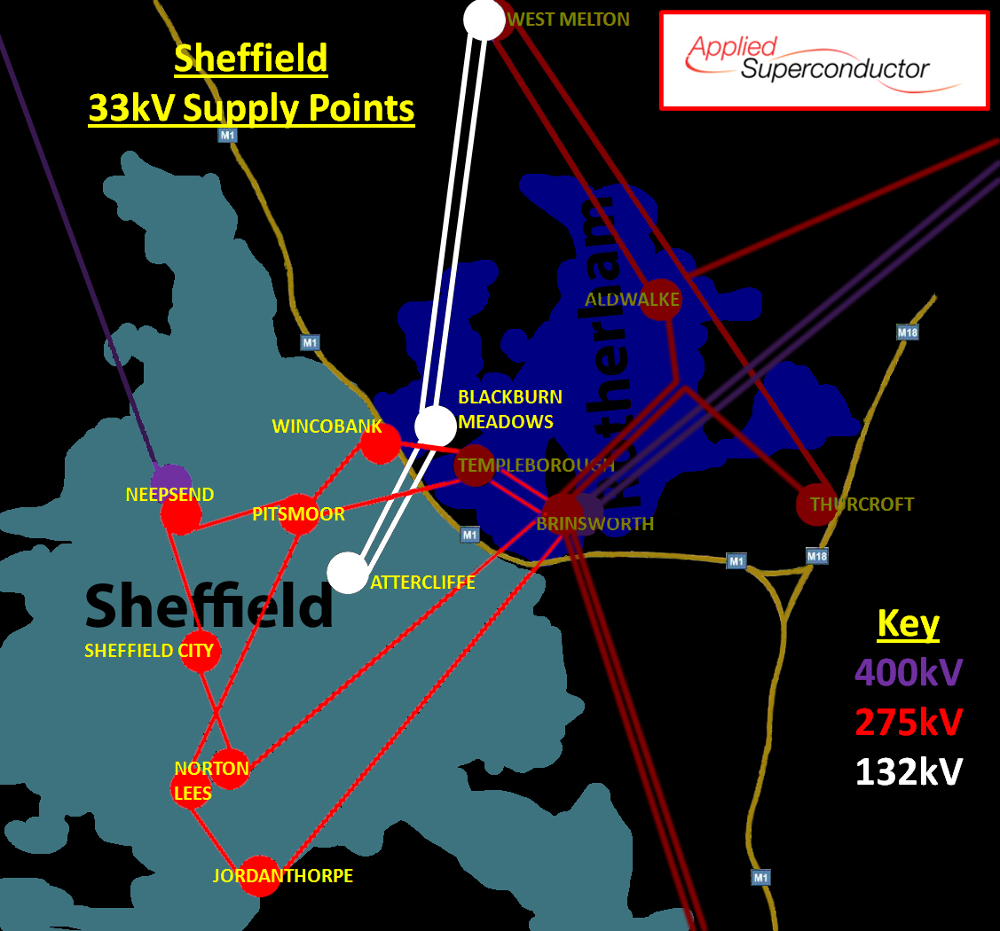 WEST MELTON
Sheffield
33kV Supply Points
Applied
Superconductor
M1
Rotherham
ALDWALKE
M18
M1
BLACKBURN
MEADOWS
WINCOBANK
TEMPLEBOROUGH
NEEPSEND
PITSMOOR
THURCROFT
BRINSWORTH
M1
M18
M1
ATTERCLIFFE
Sheffield
SHEFFIELD CITY
Key
400kV
275kV
132kV
NORTON
LEES
JORDANTHORPE
M1